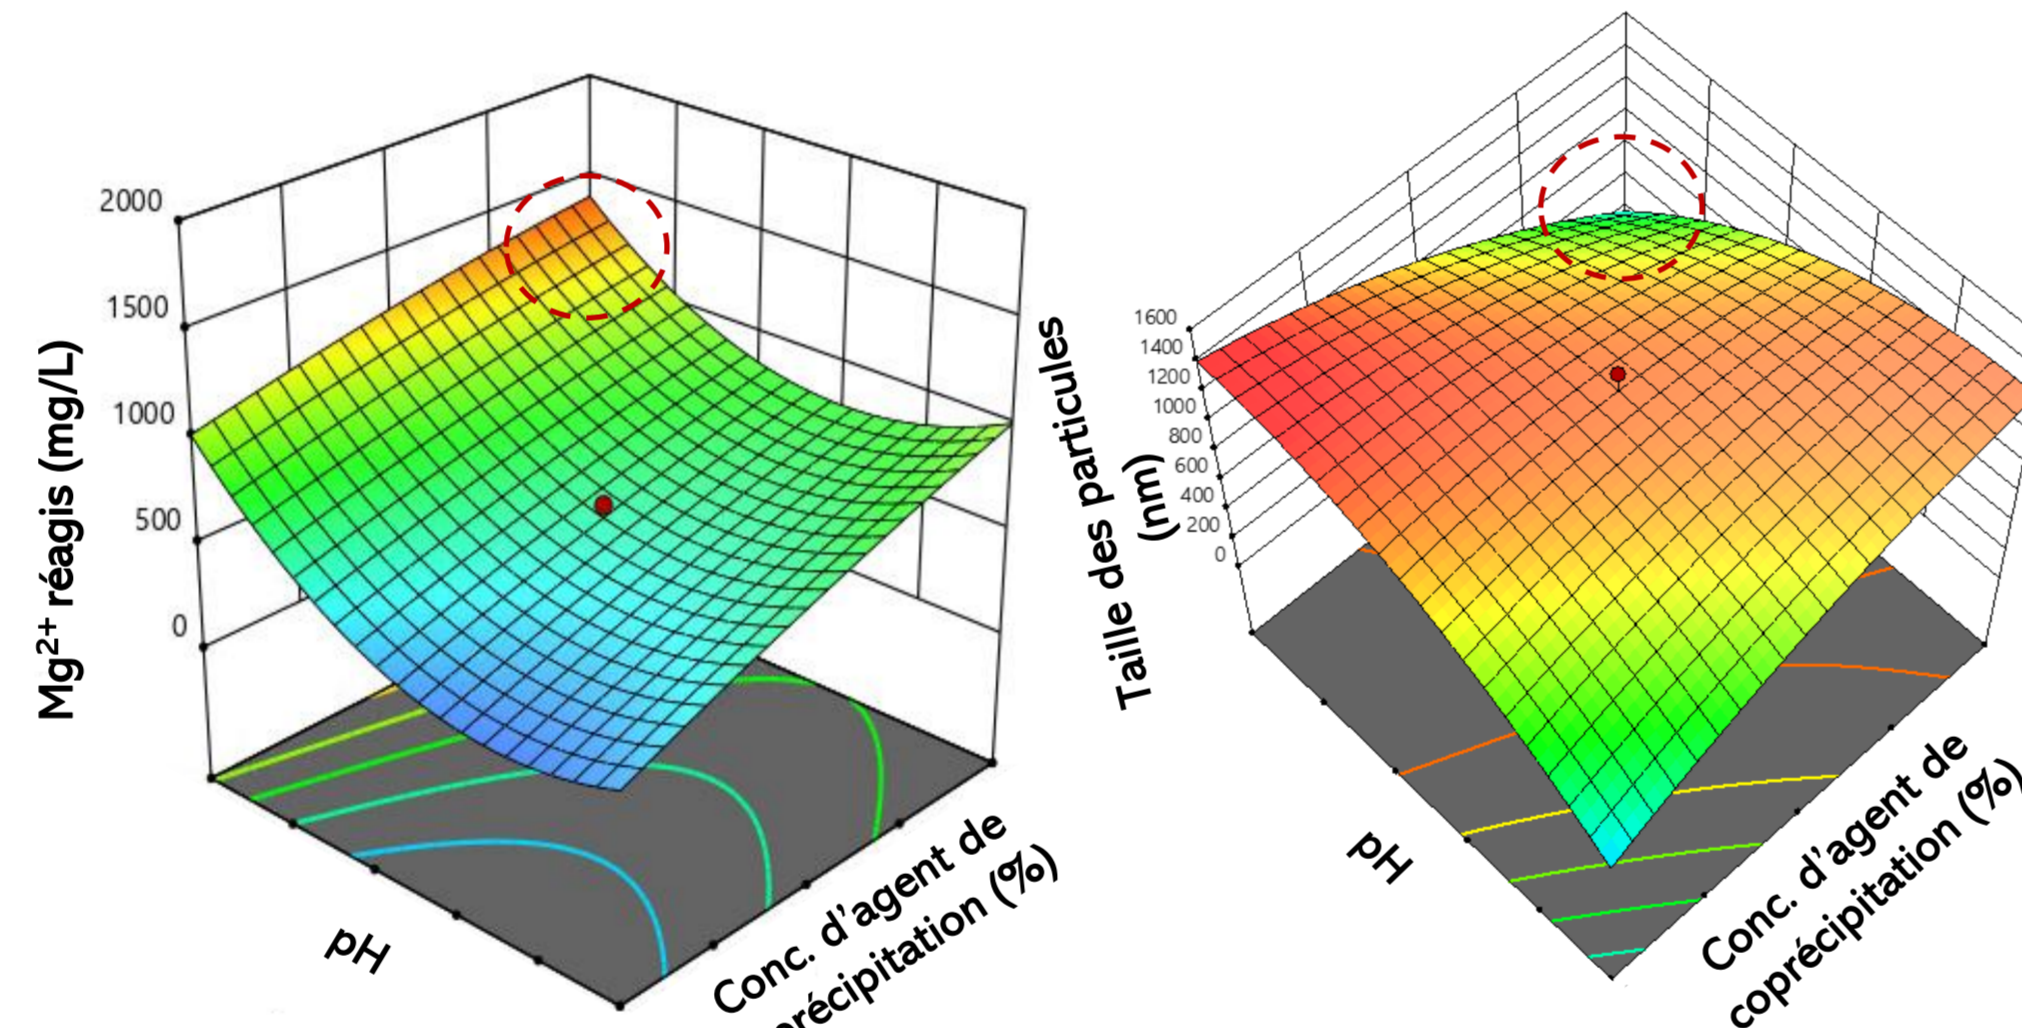 2000
1500
1000
500
0
Mg²⁺ réagis (mg/L)
pH
Conc. d'agent de
précipitation (%)
1600
1400
1200
1000
800
600
400
200
0
Taille des particules
(nm)
pH
Conc. d'agent de
coprécipitation (%)